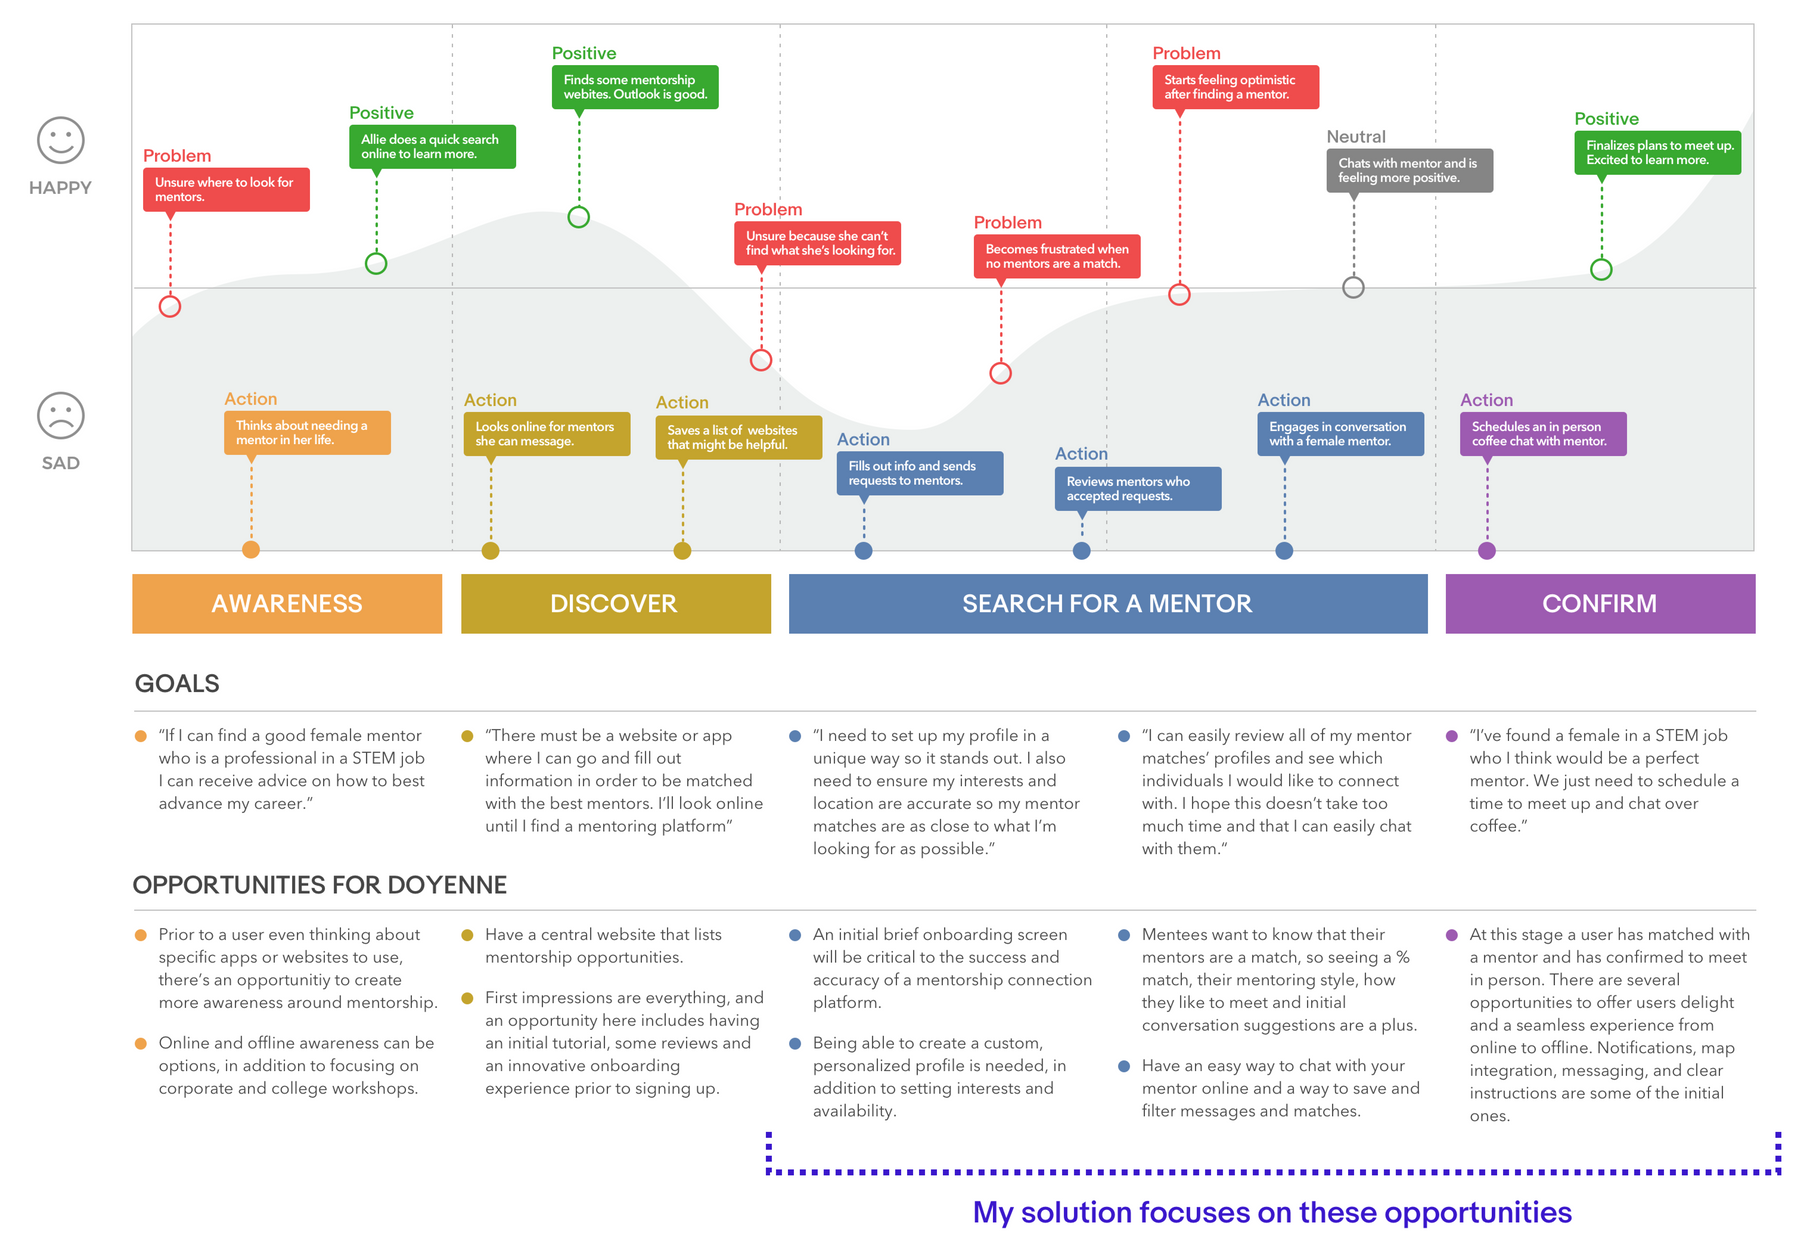 Positive
Finds some mentorship
webites. Outlook is good.
Problem
Starts feeling optimistic
after finding a mentor.
Positive
Allie does a quick search
online to learn more.
Positive
Finalizes plans to meet up.
Excited to learn more.
Neutral
Chats with mentor and is
feeling more positive.
Problem
Unsure where to look for
mentors.
HAPPY
Problem
Unsure because she can't
find what she's looking for.
Problem
Becomes frustrated when
no mentors are a match.
SAD
Action
Thinks about needing a
mentor in her life.
Action
Looks online for mentors
she can message.
Action
Saves a list of websites
that might be helpful.
Action
Fills out info and sends
requests to mentors.
Action
Reviews mentors who
accepted requests.
Action
Engages in conversation
with a female mentor.
Action
Schedules an in person
coffee chat with mentor.
AWARENESS
DISCOVER
SEARCH FOR A MENTOR
CONFIRM
GOALS
“If I can find a good female mentor
who is a professional in a STEM job
I can receive advice on how to best
advance my career.”
“There must be a website or app
where I can go and fill out
information in order to be matched
with the best mentors. I’ll look online
until I find a mentoring platform”
“I need to set up my profile in a
unique way so it stands out. I also
need to ensure my interests and
location are accurate so my mentor
matches are as close to what I’m
looking for as possible.”
“I can easily review all of my mentor
matches’ profiles and see which
individuals I would like to connect
with. I hope this doesn’t take too
much time and that I can easily chat
with them.“
“I’ve found a female in a STEM job
who I think would be a perfect
mentor. We just need to schedule a
time to meet up and chat over
coffee.”
OPPORTUNITIES FOR DOYENNE
Prior to a user even thinking about
specific apps or websites to use,
there’s an opportunitiy to create
more awareness around mentorship.
Online and offline awareness can be
options, in addition to focusing on
corporate and college workshops.
Have a central website that lists
mentorship opportunities.
First impressions are everything, and
an opportunity here includes having
an initial tutorial, some reviews and
an innovative onboarding
experience prior to signing up.
An initial brief onboarding screen
will be critical to the success and
accuracy of a mentorship connection
platform.
Being able to create a custom,
personalized profile is needed, in
addition to setting interests and
availability.
Mentees want to know that their
mentors are a match, so seeing a %
match, their mentoring style, how
they like to meet and initial
conversation suggestions are a plus.
Have an easy way to chat with your
mentor online and a way to save and
filter messages and matches.
At this stage a user has matched with
a mentor and has confirmed to meet
in person. There are several
opportunities to offer users delight
and a seamless experience from
online to offline. Notifications, map
integration, messaging, and clear
instructions are some of the initial
ones.
My solution focuses on these opportunities